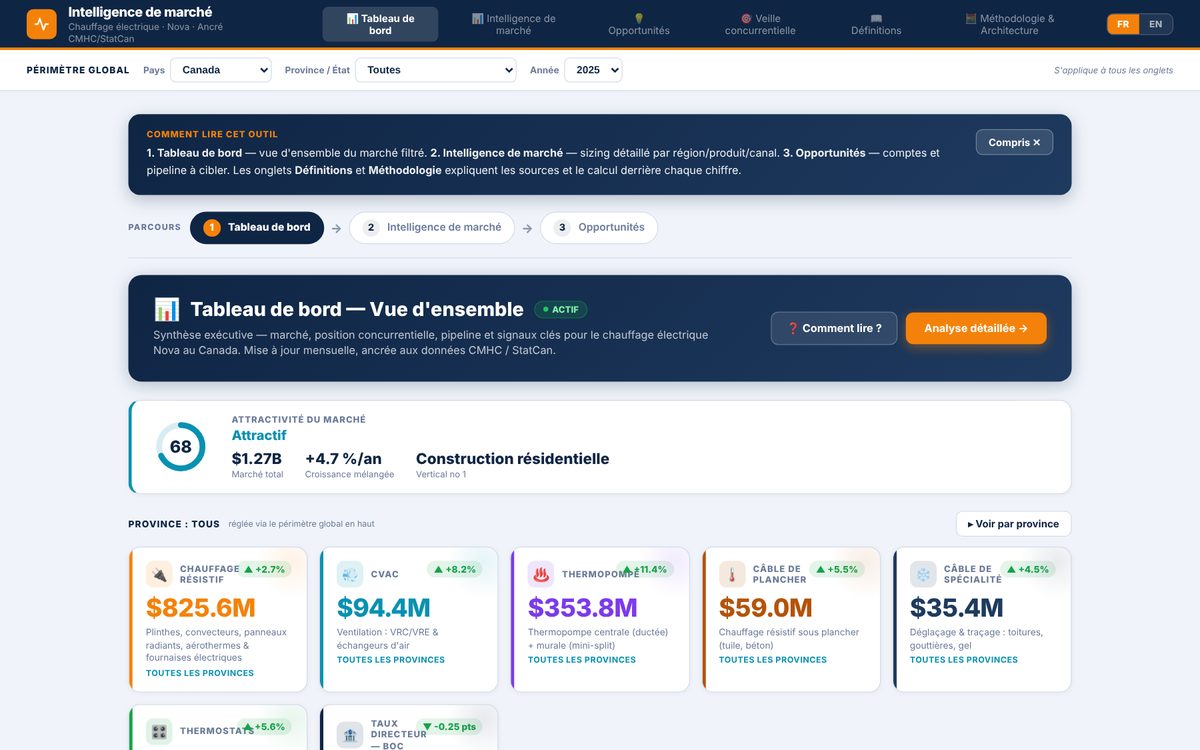 Intelligence de marché
Chauffage électrique · Nova · Ancré
CMHC/StatCan
📊 Tableau de
bord
📊 Intelligence de
marché
💡
Opportunités
🎯 Veille
concurrentielle
📖
Définitions
🧮 Méthodologie &
Architecture
FR EN
PÉRIMÈTRE GLOBAL Pays Canada Province / État Toutes Année 2025 S'applique à tous les onglets
COMMENT LIRE CET OUTIL
1. Tableau de bord — vue d'ensemble du marché filtré. 2. Intelligence de marché — sizing détaillé par région/produit/canal. 3. Opportunités — comptes et
pipeline à cibler. Les onglets Définitions et Méthodologie expliquent les sources et le calcul derrière chaque chiffre.
Compris ✕
PARCOURS 1 Tableau de bord → 2 Intelligence de marché → 3 Opportunités
📊 Tableau de bord — Vue d'ensemble ACTIF
Synthèse exécutive — marché, position concurrentielle, pipeline et signaux clés pour le chauffage électrique
Nova au Canada. Mise à jour mensuelle, ancrée aux données CMHC / StatCan.
❓ Comment lire ?
Analyse détaillée →
68
ATTRACTIVITÉ DU MARCHÉ
Attractif
$1.27B
Marché total
+4.7 %/an
Croissance mélangée
Construction résidentielle
Vertical no 1
PROVINCE : TOUS réglée via le périmètre global en haut
▸ Voir par province
CHAUFFAGE
RÉSISTIF
▲ +2.7%
$825.6M
Plinthes, convecteurs, panneaux
radiants, aérothermes &
fournaises électriques
TOUTES LES PROVINCES
CVAC
▲ +8.2%
$94.4M
Ventilation : VRC/VRE &
échangeurs d'air
TOUTES LES PROVINCES
THERMOPOMPE
▲ +11.4%
$353.8M
Thermopompe centrale (ductée)
+ murale (mini-split)
TOUTES LES PROVINCES
CÂBLE DE
PLANCHER
▲ +5.5%
$59.0M
Chauffage résistif sous plancher
(tuile, béton)
TOUTES LES PROVINCES
CÂBLE DE
SPÉCIALITÉ
▲ +4.5%
$35.4M
Déglaçage & traçage : toitures,
gouttières, gel
TOUTES LES PROVINCES
THERMOSTATS
▲ +5.6%
TAUX
DIRECTEUR
— BOC
▼ -0.25 pts